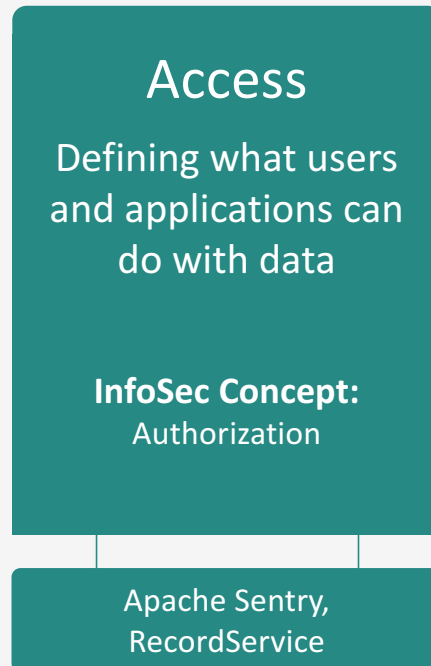 Access
Defining what users
and applications can
do with data
InfoSec Concept:
Authorization
Apache Sentry,
RecordService